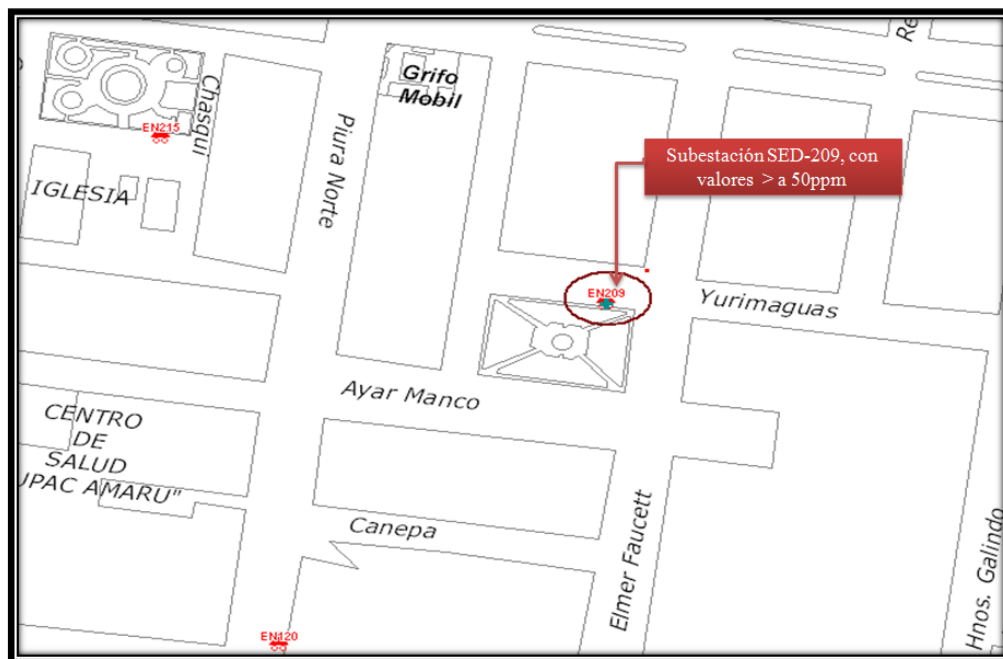 Re
Grifo
Mobil
Chasqui
EN215
Piura Norte
Subestación SED-209, con
valores > a 50ppm
IGLESIA
EN209
Yurimaguas
Ayar Manco
CENTRO
DE
SALUD
UPAC AMARU"
Canepa
Elmer Faucett
Hnos. Galindo
EN120